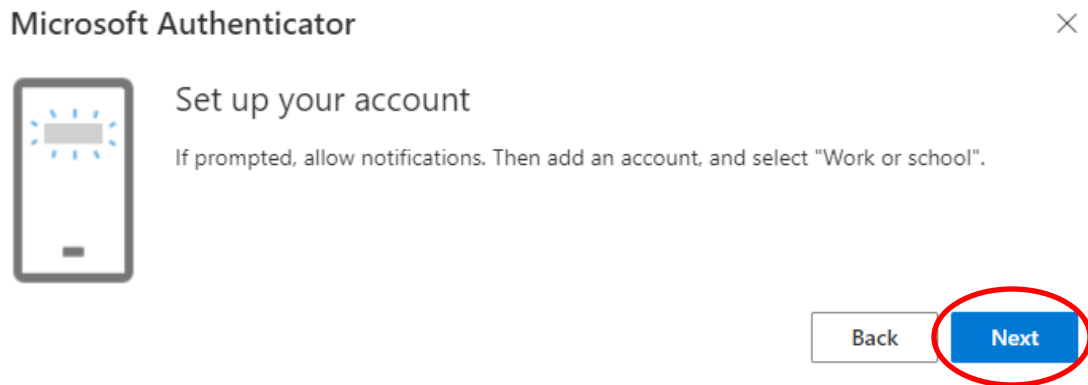 Microsoft Authenticator
Set up your account
If prompted, allow notifications. Then add an account, and select "Work or school".
Back
Next